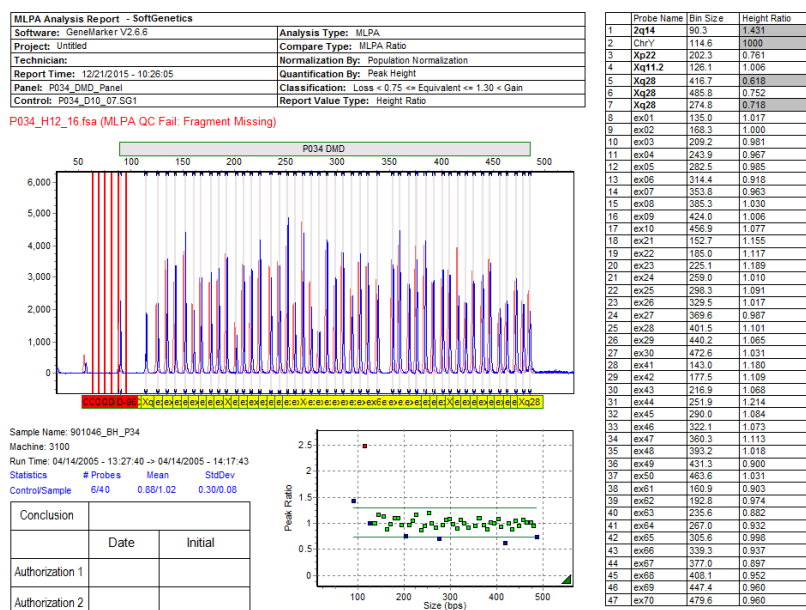 MLPA Analysis Report - SoftGenetics
Software: GeneMarker V2.6.6 Analysis Type: MLPA
Project: Untitled Compare Type: MLPA Ratio
Technician: Normalization By: Population Normalization
Report Time: 12/21/2015 - 10:26:05 Quantification By: Peak Height
Panel: P034_DMD_Panel Classification: Loss < 0.75 <= Equivalent <= 1.30 < Gain
Control: P034_D10_07.SG1 Report Value Type: Height Ratio
P034_H12_16.fsa (MLPA QC Fail: Fragment Missing)
P034 DMD
50 100 150 200 250 300 350 400 450 500
6,000
5,000
4,000
3,000
2,000
1,000
0
Sample Name: 901046_BH_P34
Machine: 3100
Run Time: 04/14/2005 - 13:27:40 -> 04/14/2005 - 14:17:43
Statistics # Probes Mean StdDev
Control/Sample 6/40 0.88/1.02 0.30/0.08
Conclusion
Date Initial
Authorization 1
Authorization 2
Peak Ratio
2.5
2
1.5
1
0.5
0
100 200 300 400 500
Size (bps)
Probe Name Bin Size Height Ratio
1 2q14 90.3 1.431
2 ChrY 114.6 1000
3 Xp22 202.3 0.761
4 Xq11.2 126.1 1.006
5 Xq28 416.7 0.618
6 Xq28 485.8 0.752
7 Xq28 274.8 0.718
8 ex01 135.0 1.017
9 ex02 168.3 1.000
10 ex03 209.2 0.981
11 ex04 243.9 0.967
12 ex05 282.5 0.985
13 ex06 314.4 0.918
14 ex07 353.8 0.963
15 ex08 385.3 1.030
16 ex09 424.0 1.006
17 ex10 456.9 1.077
18 ex21 152.7 1.155
19 ex22 185.0 1.117
20 ex23 225.1 1.189
21 ex24 259.0 1.010
22 ex25 298.3 1.091
23 ex26 329.5 1.017
24 ex27 369.6 0.987
25 ex28 401.5 1.101
26 ex29 440.2 1.065
27 ex30 472.6 1.031
28 ex41 143.0 1.180
29 ex42 177.5 1.109
30 ex43 216.9 1.068
31 ex44 251.9 1.214
32 ex45 290.0 1.084
33 ex46 322.1 1.073
34 ex47 360.3 1.113
35 ex48 393.2 1.018
36 ex49 431.3 0.900
37 ex50 463.6 1.031
38 ex61 160.9 0.903
39 ex62 192.8 0.974
40 ex63 235.6 0.882
41 ex64 267.0 0.932
42 ex65 305.6 0.998
43 ex66 339.3 0.937
44 ex67 377.0 0.897
45 ex68 408.1 0.952
46 ex69 447.4 0.960
47 ex70 479.6 0.960